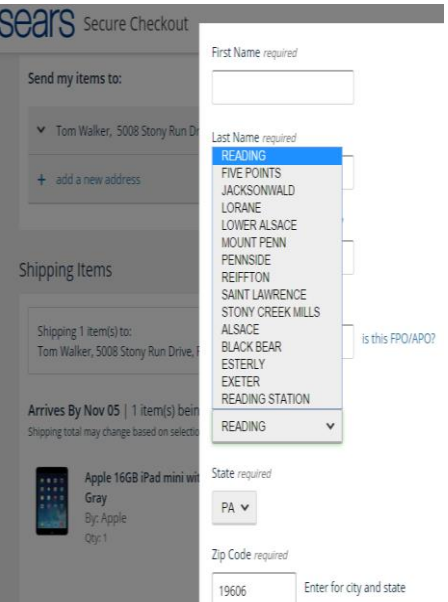 sears Secure Checkout
Send my items to:
Tom Walker, 5008 Stony Run Dr
+ add a new address
Shipping Items
Shipping 1 item(s) to:
Tom Walker, 5008 Stony Run Drive,
Arrives By Nov 05 | 1 item(s) bein
Shipping total may change based on selectio
Apple 16GB iPad mini wit
Gray
By: Apple
Qty: 1
First Name required
Last Name required
READING
FIVE POINTS
JACKSONWALD
LORANE
LOWER ALSACE
MOUNT PENN
PENNSIDE
REIFFTON
SAINT LAWRENCE
STONY CREEK MILLS
ALSACE
BLACK BEAR
ESTERLY
EXETER
READING STATION
is this FPO/APO?
READING
State required
PA
Zip Code required
19606 Enter for city and state